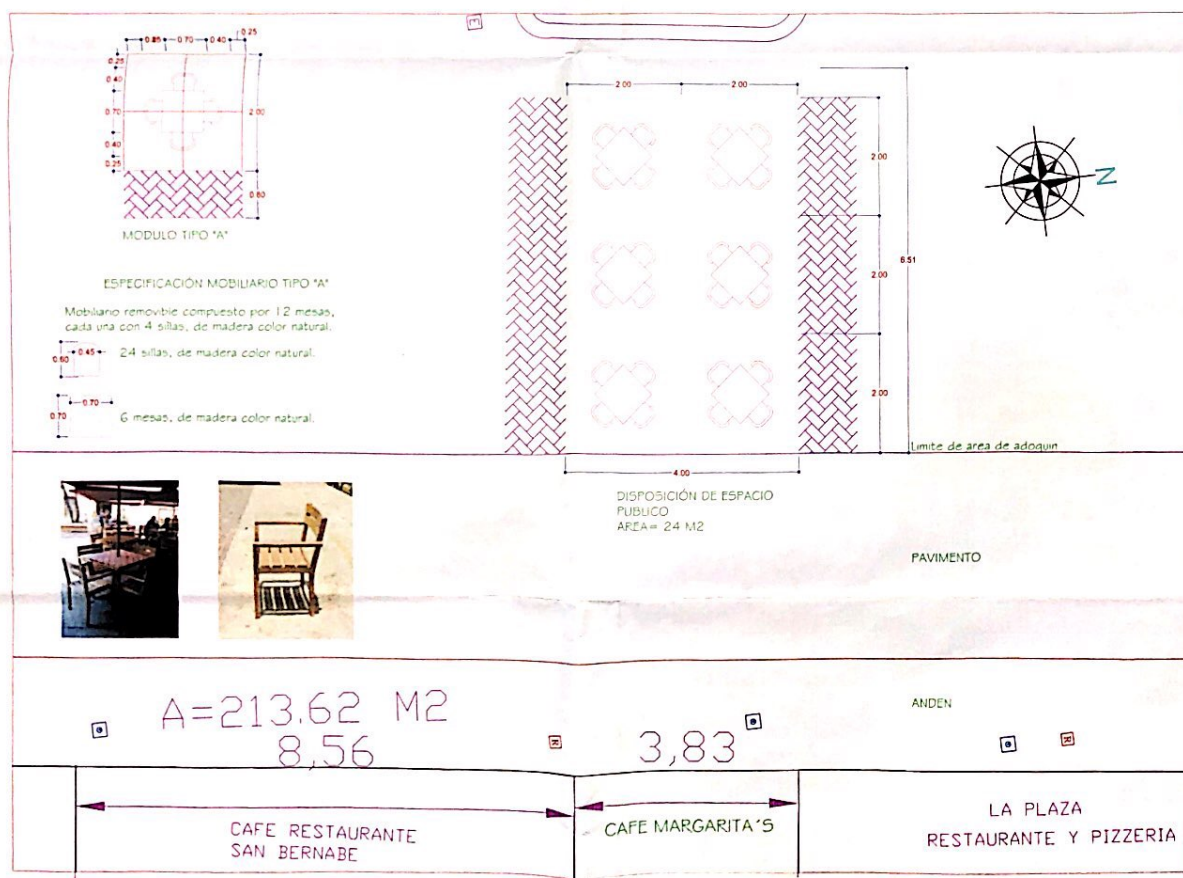 E
0.25
0.85 0.70 0.40
0.25
0.40
0.70
0.40
0.25
2.00
0.60
MODULO TIPO "A"
ESPECIFICACIÓN MOBILIARIO TIPO "A"
Mobiliario removible compuesto por 12 mesas,
cada una con 4 sillas, de madera color natural.
0.60
0.45
24 sillas, de madera color natural.
0.70
0.70
6 mesas, de madera color natural.
2.00 2.00
2.00
2.00
2.00
6.51
N
Limite de area de adoquin
4.00
DISPOSICIÓN DE ESPACIO
PUBLICO
AREA= 24 M2
PAVIMENTO
ANDEN
A=213.62 M2
8,56
R
3,83
R
CAFE RESTAURANTE
SAN BERNABE
CAFE MARGARITA´S
LA PLAZA
RESTAURANTE Y PIZZERIA